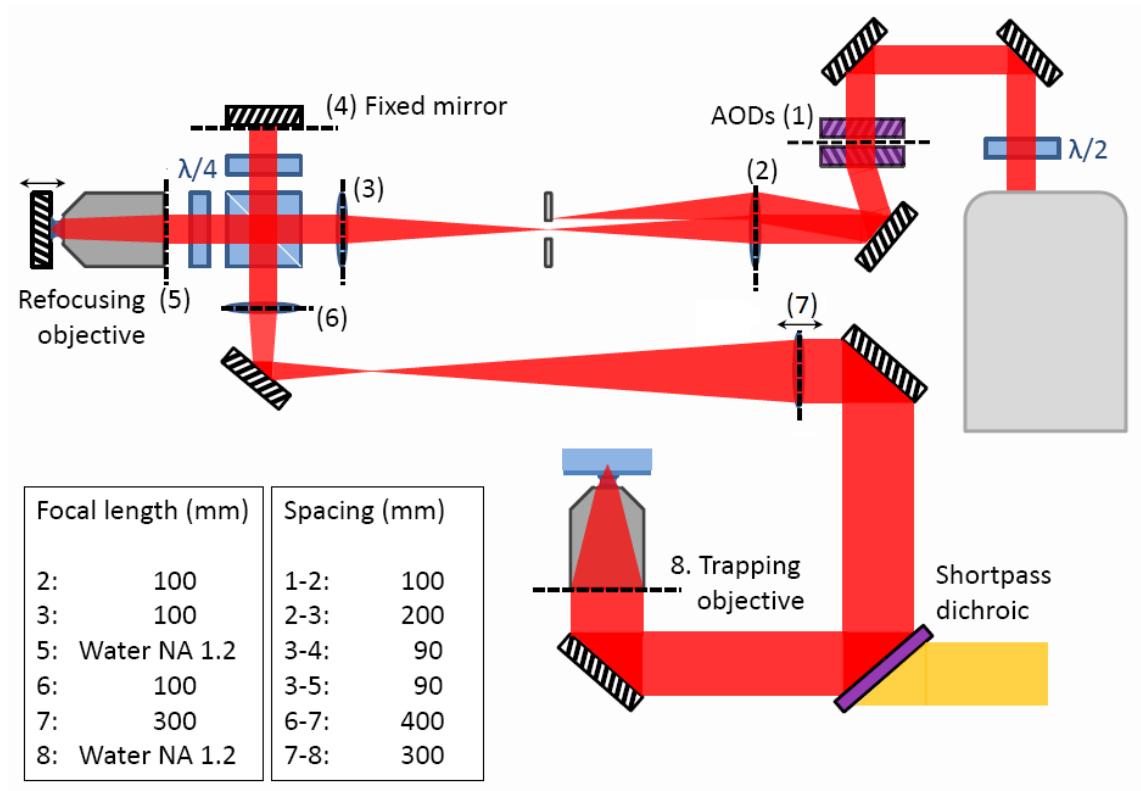 (4) Fixed mirror
AODs (1)
λ/4
λ/2
(2)
(3)
Refocusing
objective
(5)
(6)
(7)
Focal length (mm)
2: 100
3: 100
5: Water NA 1.2
6: 100
7: 300
8: Water NA 1.2
Spacing (mm)
1-2: 100
2-3: 200
3-4: 90
3-5: 90
6-7: 400
7-8: 300
8. Trapping
objective
Shortpass
dichroic